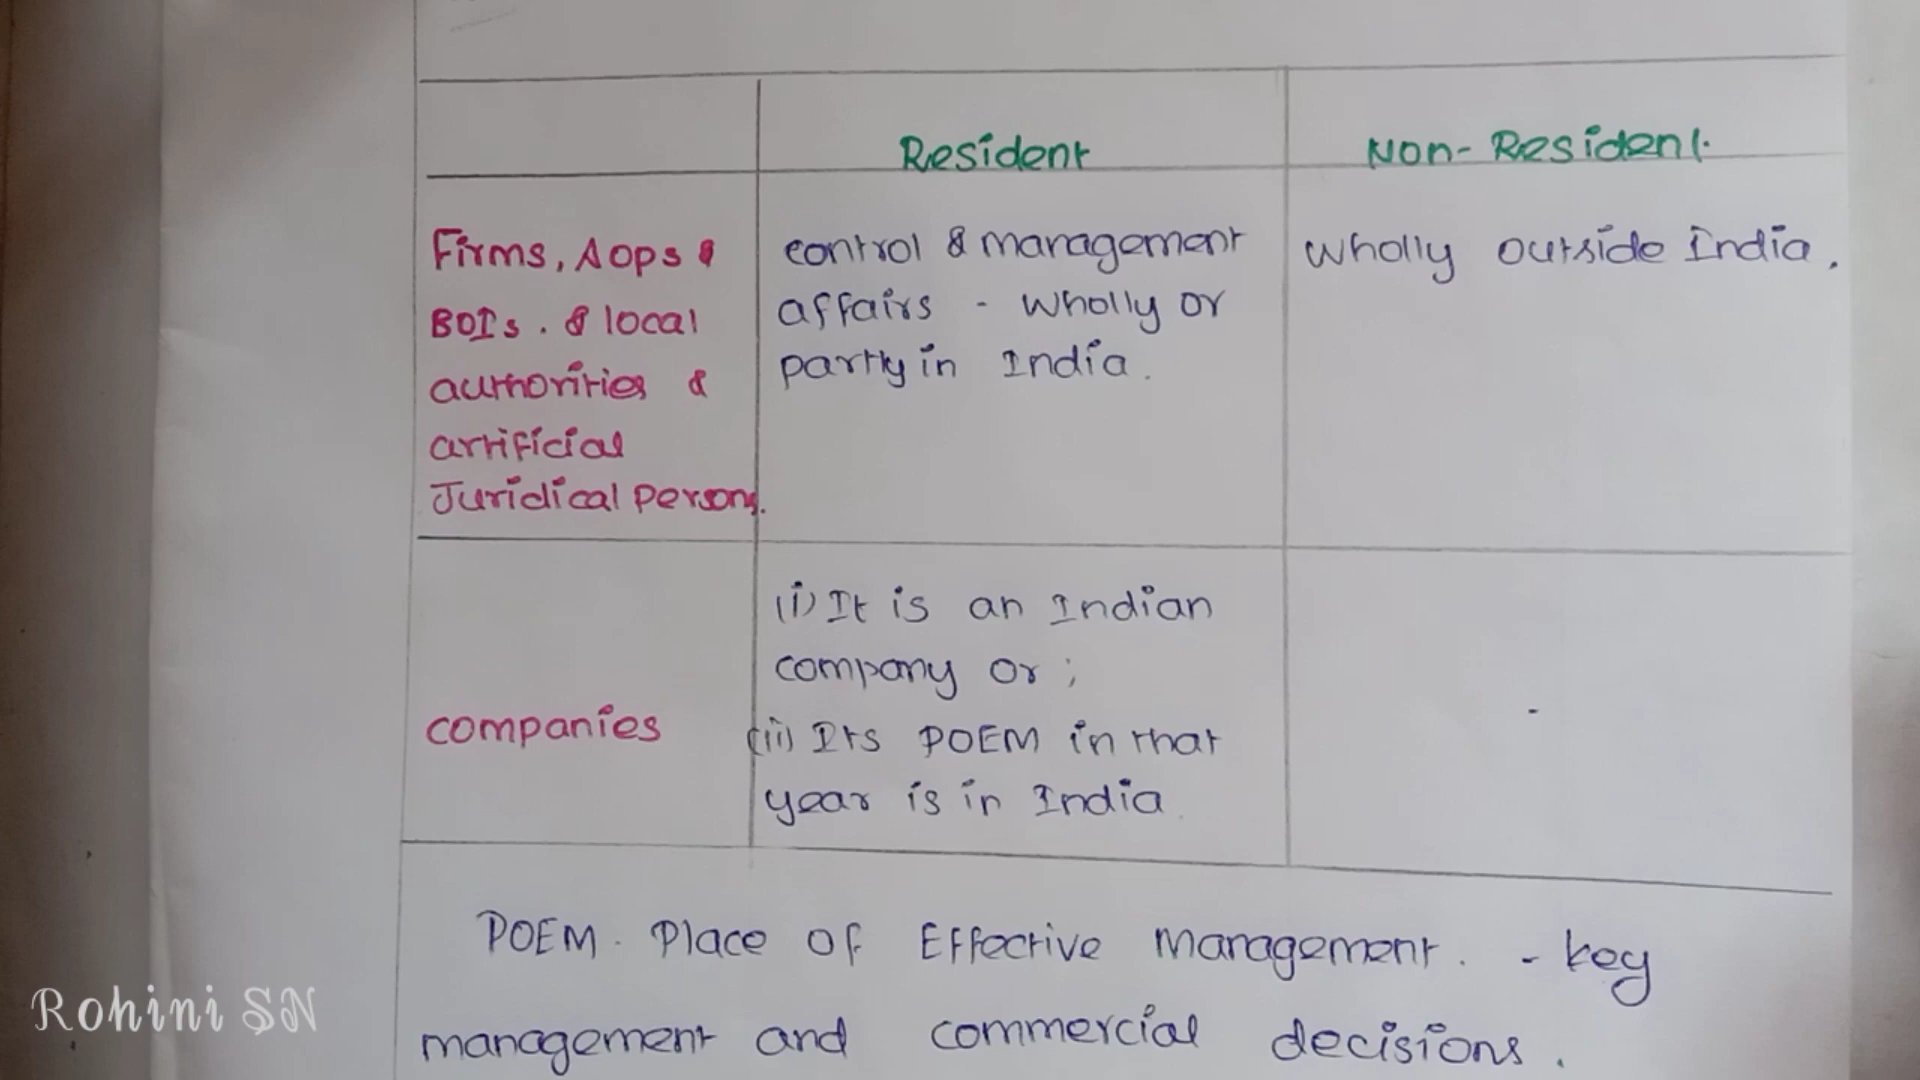 Resident
Non-Resident.
Firms, AOPs &
BOIs. & local
authorities &
artificial
Juridical persons.
control & management
affairs - wholly or
partly in India.
wholly outside India.
companies
(i) It is an Indian
company or ;
(ii) Its POEM in that
year is in India.
-
POEM. Place of Effective Management. - key
management and commercial decisions.
Rohini SN